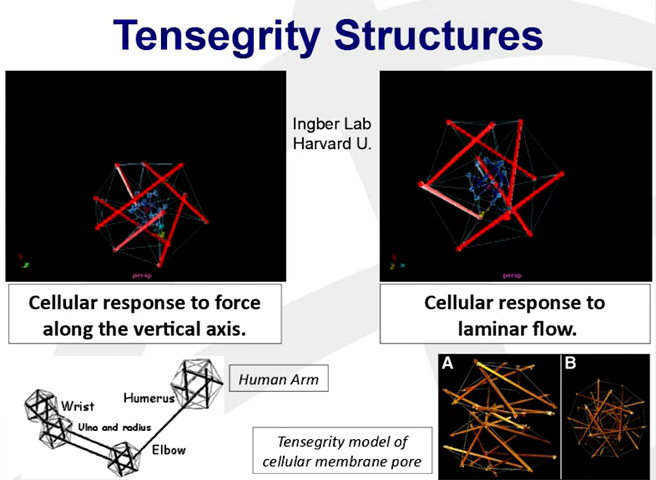 Tensegrity Structures
Ingber Lab
Harvard U.
persp
persp
Cellular response to force
along the vertical axis.
Cellular response to
laminar flow.
Human Arm
Humerus
Wrist
Ulna and radius
Elbow
Tensegrity model of
cellular membrane pore
A
B